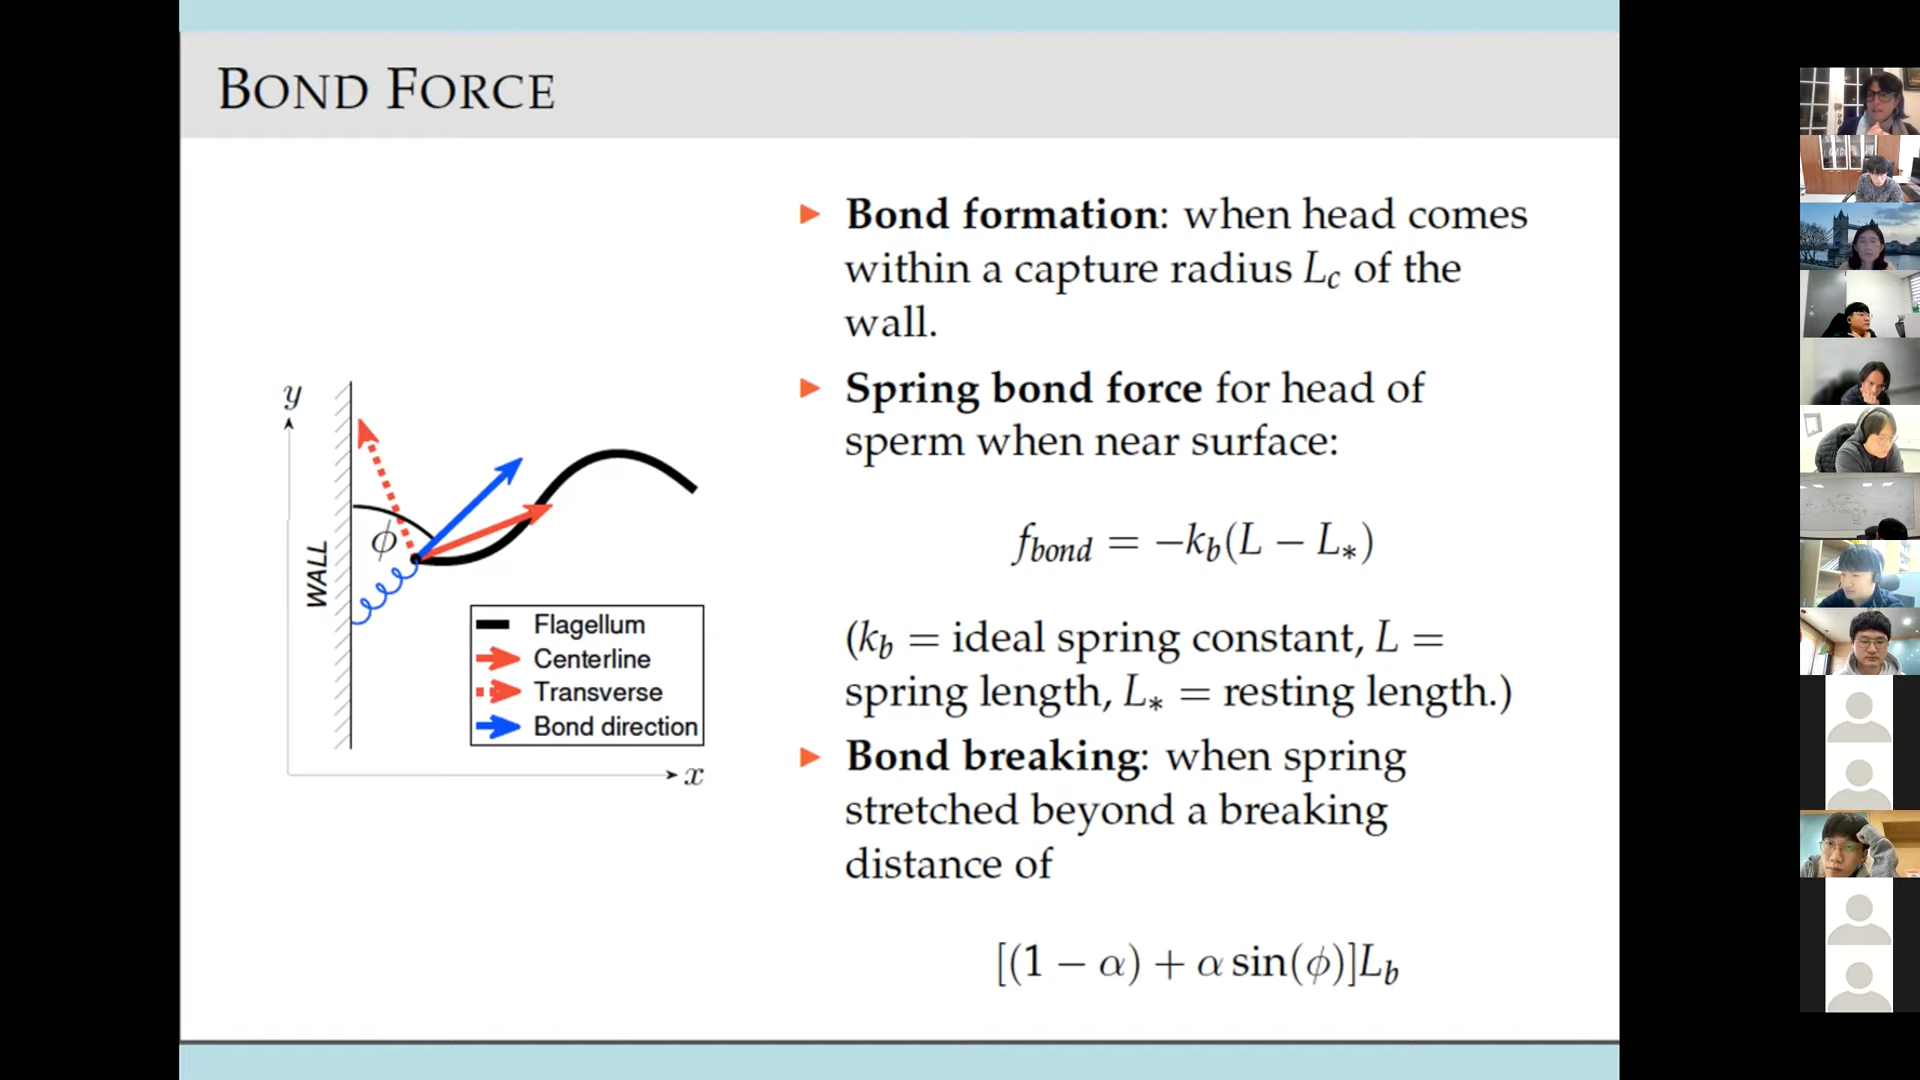 BOND FORCE
▶ Bond formation: when head comes
within a capture radius L_c of the
wall.
▶ Spring bond force for head of
sperm when near surface:
f_bond = −k_b(L − L_*)
(k_b = ideal spring constant, L =
spring length, L_* = resting length.)
▶ Bond breaking: when spring
stretched beyond a breaking
distance of
[(1 − α) + α sin(ϕ)]L_b
y
ϕ
WALL
Flagellum
Centerline
Transverse
Bond direction
x